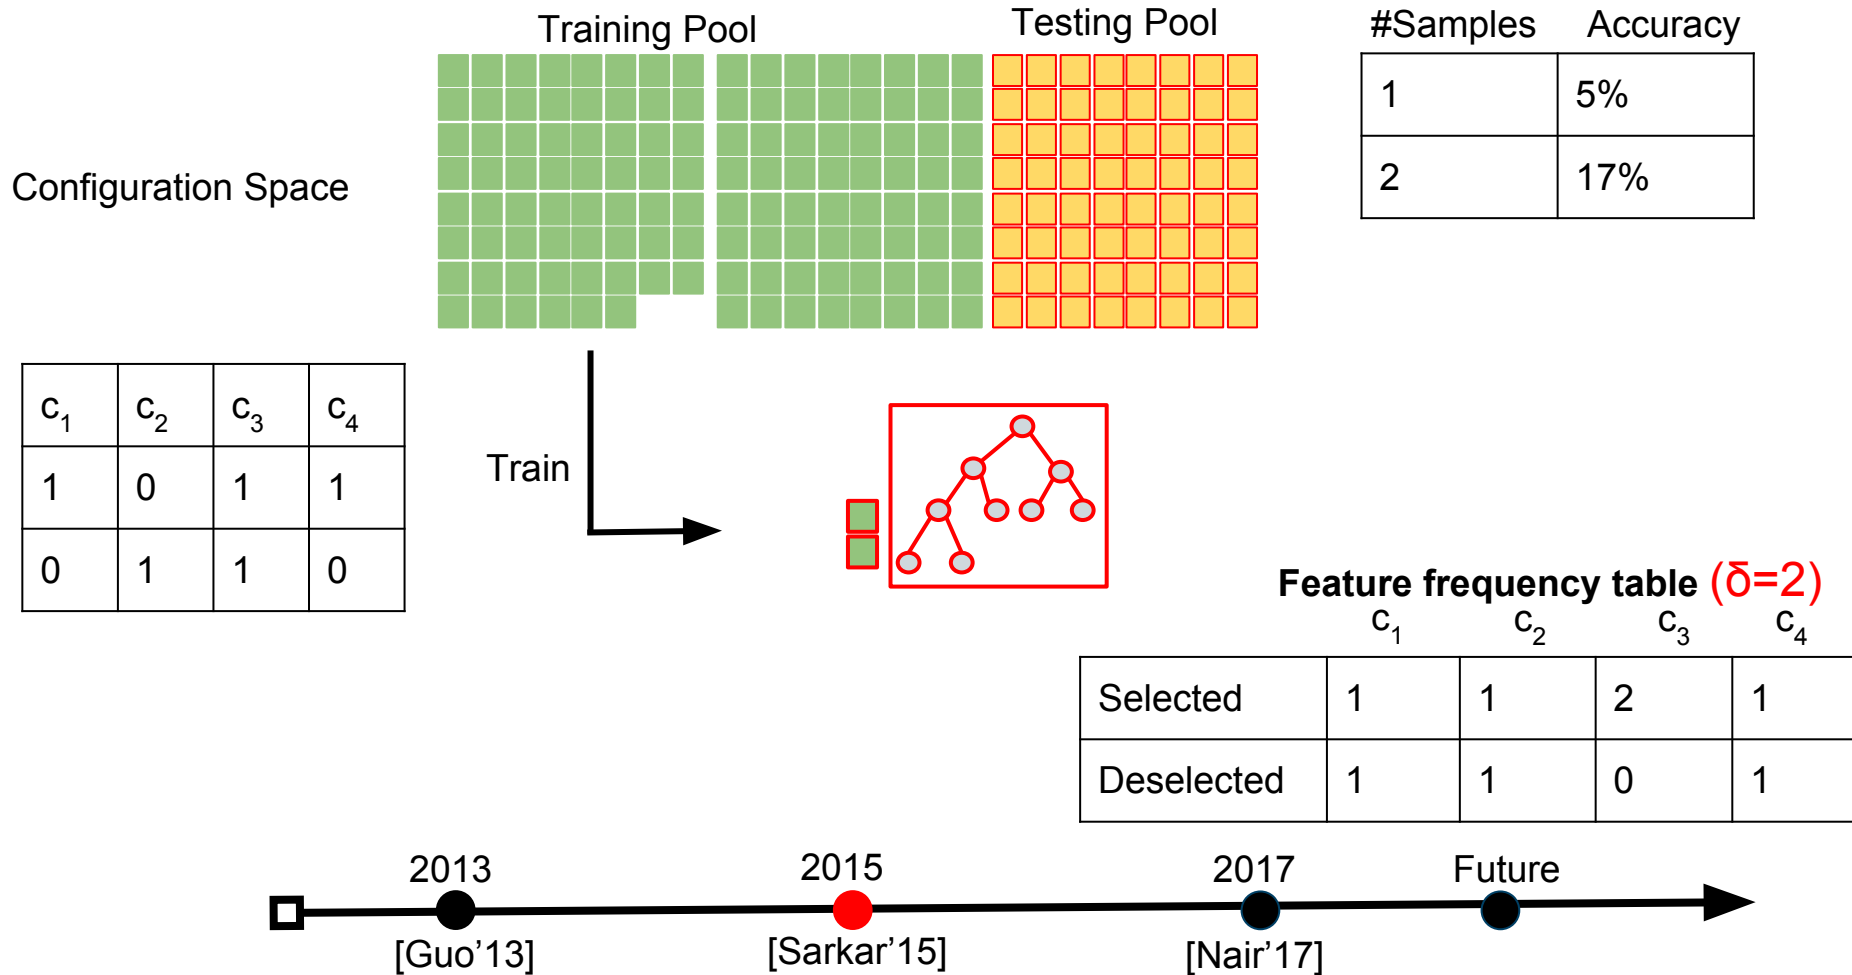 Training Pool
Testing Pool
#Samples Accuracy
1 5%
2 17%
Configuration Space
c1 c2 c3 c4
1 0 1 1
0 1 1 0
Train
Feature frequency table (δ=2)
c1 c2 c3 c4
Selected 1 1 2 1
Deselected 1 1 0 1
2013 2015 2017 Future
[Guo’13] [Sarkar’15] [Nair’17]